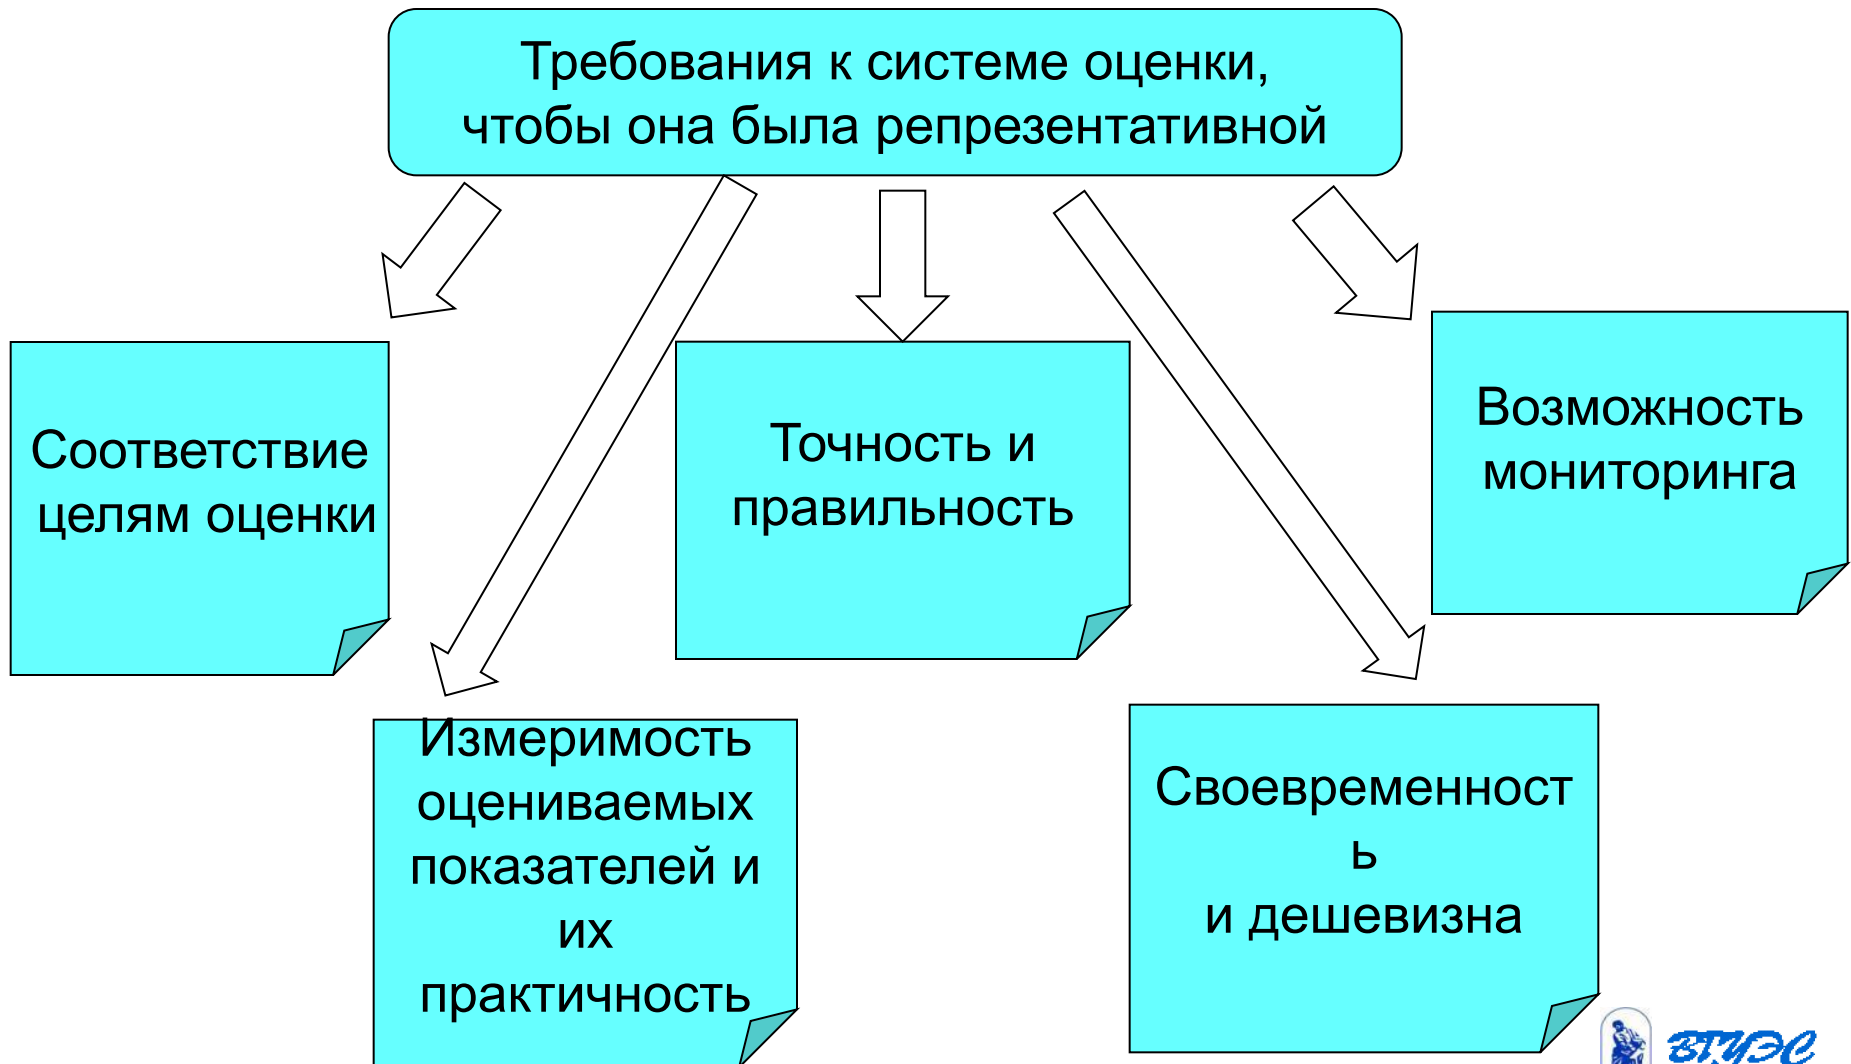 Требования к системе оценки,
чтобы она была репрезентативной
Соответствие
целям оценки
Точность и
правильность
Возможность
мониторинга
Измеримость
оцениваемых
показателей и
их
практичность
Своевременност
ь
и дешевизна
ВГУЭС